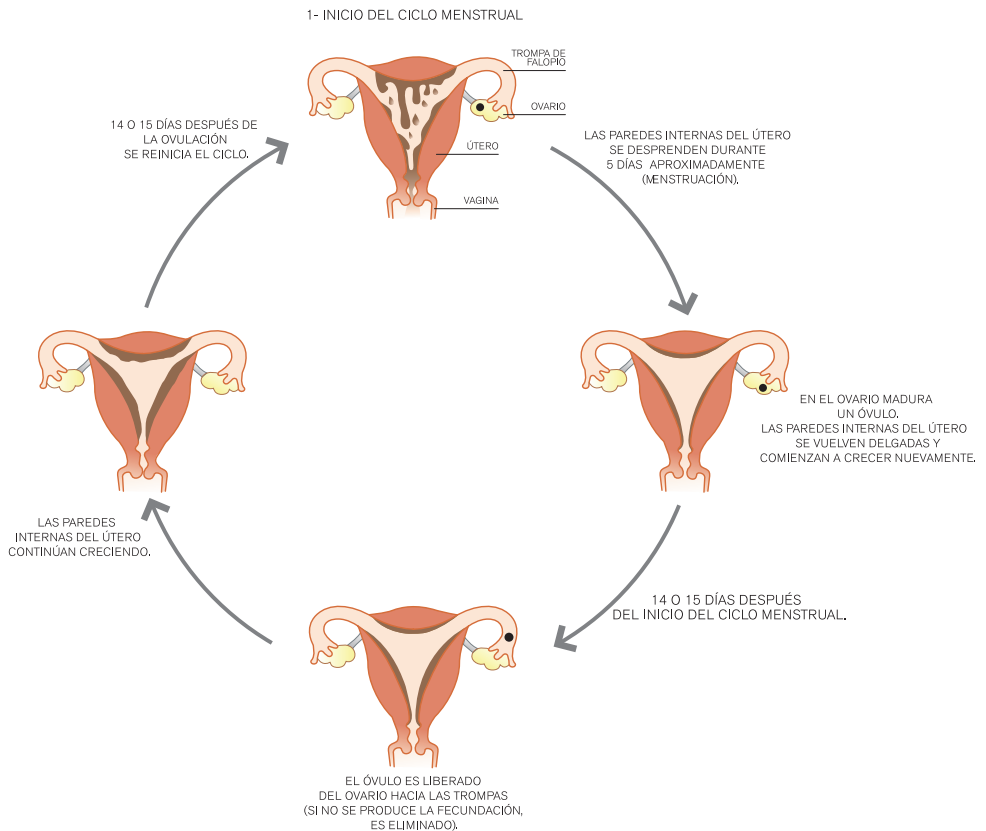 1- INICIO DEL CICLO MENSTRUAL
TROMPA DE
FALOPIO
OVARIO
ÚTERO
VAGINA
LAS PAREDES INTERNAS DEL ÚTERO
SE DESPRENDEN DURANTE
5 DÍAS APROXIMADAMENTE
(MENSTRUACIÓN).
EN EL OVARIO MADURA
UN ÓVULO.
LAS PAREDES INTERNAS DEL ÚTERO
SE VUELVEN DELGADAS Y
COMIENZAN A CRECER NUEVAMENTE.
14 O 15 DÍAS DESPUÉS
DEL INICIO DEL CICLO MENSTRUAL.
EL ÓVULO ES LIBERADO
DEL OVARIO HACIA LAS TROMPAS
(SI NO SE PRODUCE LA FECUNDACIÓN,
ES ELIMINADO).
LAS PAREDES
INTERNAS DEL ÚTERO
CONTINÚAN CRECIENDO.
14 O 15 DÍAS DESPUÉS DE
LA OVULACIÓN
SE REINICIA EL CICLO.